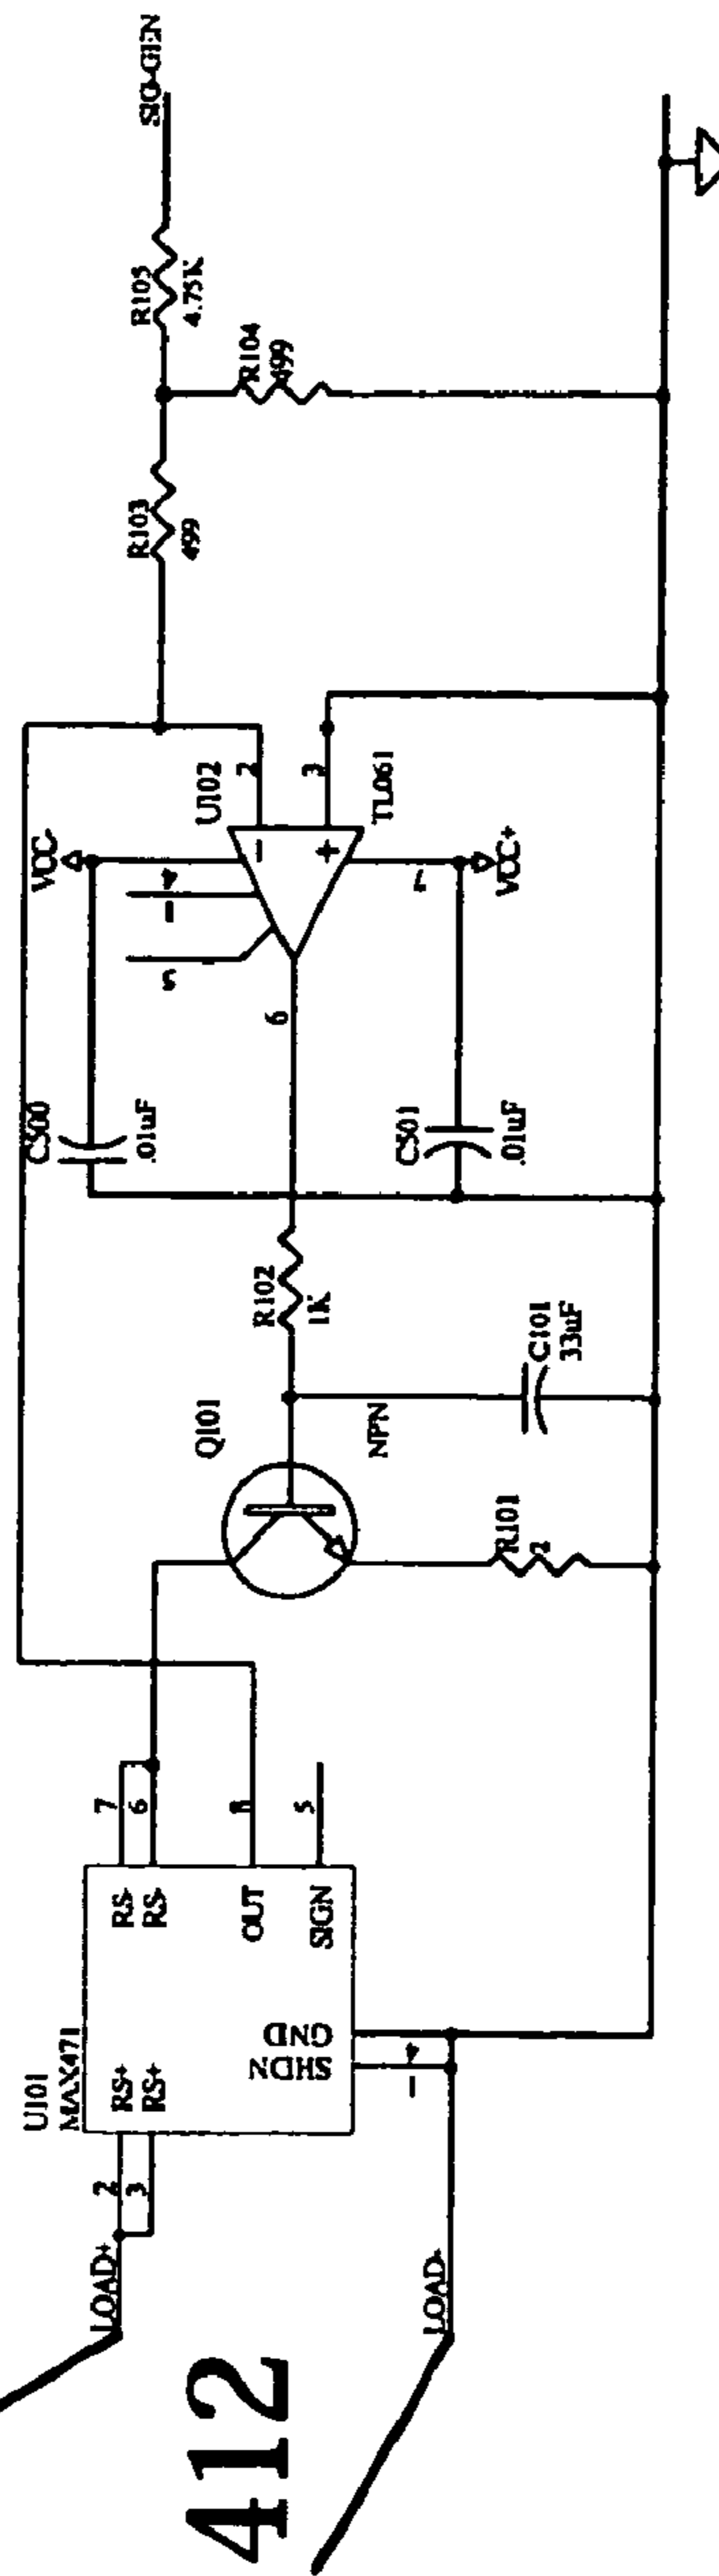 SIG-GEN
R105
4.75K
R104
499
R103
499
U102
2
3
TL061
VCC-
4
1
5
7
VCC+
6
C500
.01uF
C501
.01uF
R102
1K
Q101
NPN
C101
33uF
R101
2
7
6
8
5
RS-
RS-
OUT
SIGN
GND
SHDN
RS+
RS+
U101
MAX471
4
1
2
3
LOAD+
LOAD-
412